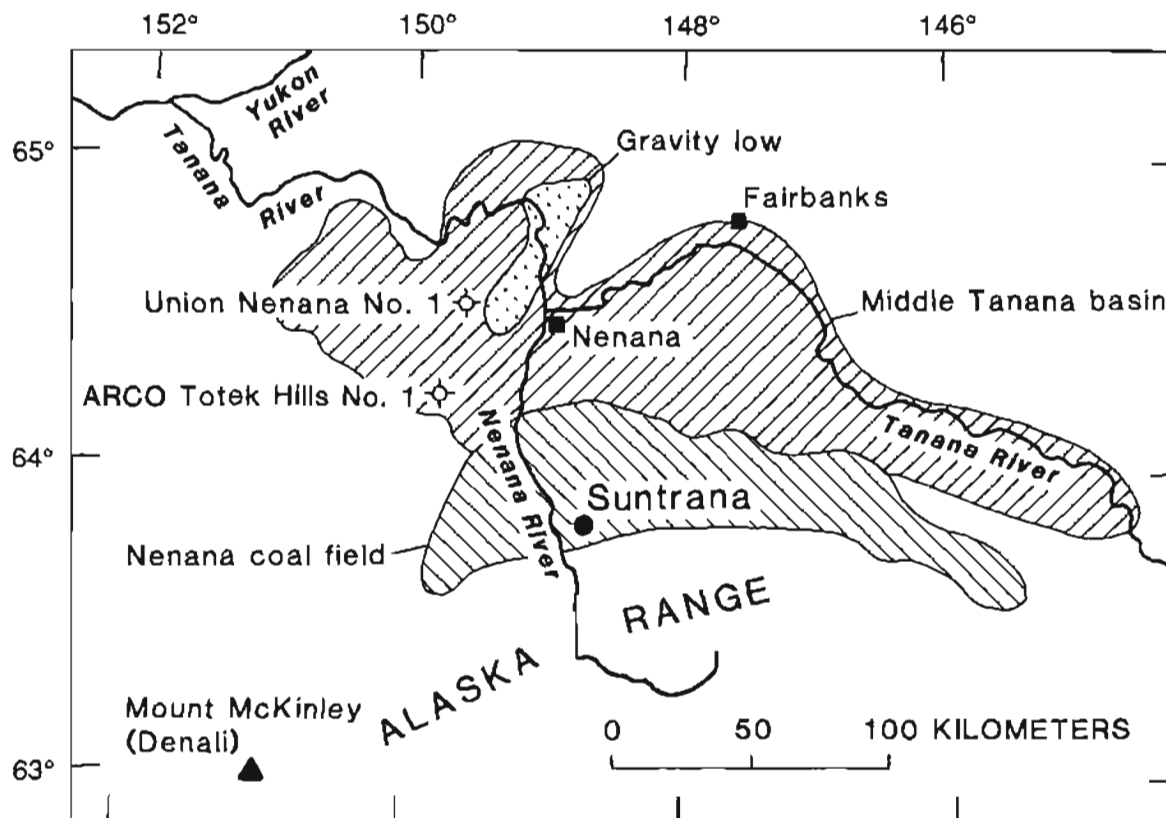 152° 150° 148° 146°
Yukon
River
Tanana
River
65°
Gravity low
Fairbanks
Union Nenana No. 1
Middle Tanana basin
Nenana
ARCO Totek Hills No. 1
Nenana River
Tanana River
64°
Suntrana
Nenana coal field
ALASKA RANGE
Mount McKinley
(Denali)
0 50 100 KILOMETERS
63°